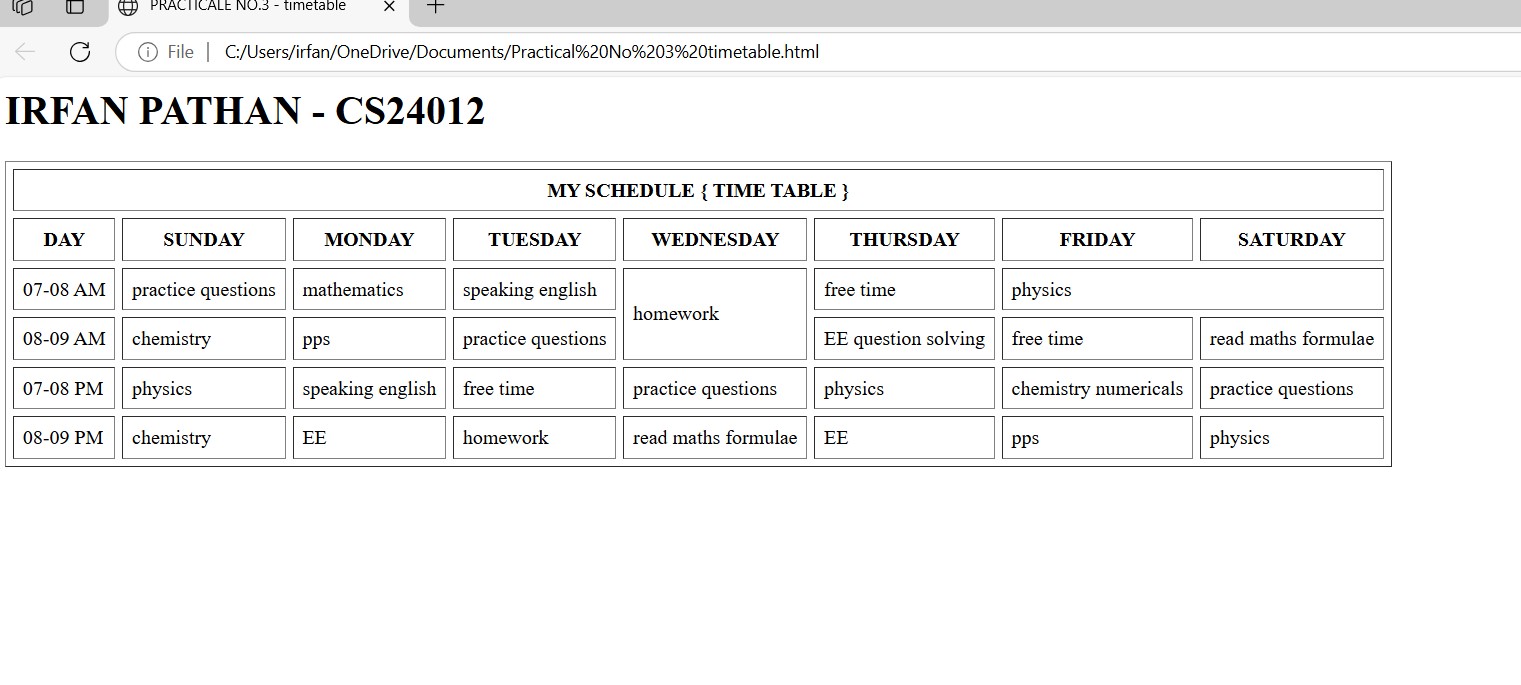 PRACTICALE NO.3 - timetable
File C:/Users/irfan/OneDrive/Documents/Practical%20No%203%20timetable.html
IRFAN PATHAN - CS24012
MY SCHEDULE { TIME TABLE }
DAY SUNDAY MONDAY TUESDAY WEDNESDAY THURSDAY FRIDAY SATURDAY
07-08 AM practice questions mathematics speaking english homework free time physics
08-09 AM chemistry pps practice questions EE question solving free time read maths formulae
07-08 PM physics speaking english free time practice questions physics chemistry numericals practice questions
08-09 PM chemistry EE homework read maths formulae EE pps physics